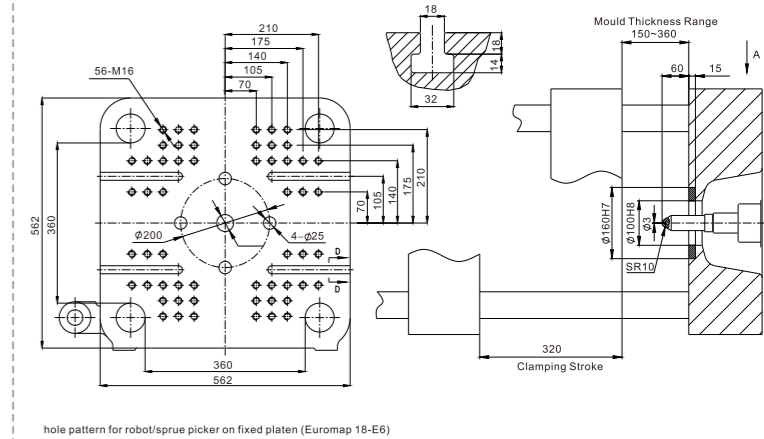 18
210
175
140
105
70
56-M16
18
14
32
Mould Thickness Range
150~360
60
15
A
562
360
Ø200
4-Ø25
70
105
140
175
210
D
D
360
562
Ø160H7
Ø100H8
Ø3
SR10
320
Clamping Stroke
hole pattern for robot/sprue picker on fixed platen (Euromap 18-E6)